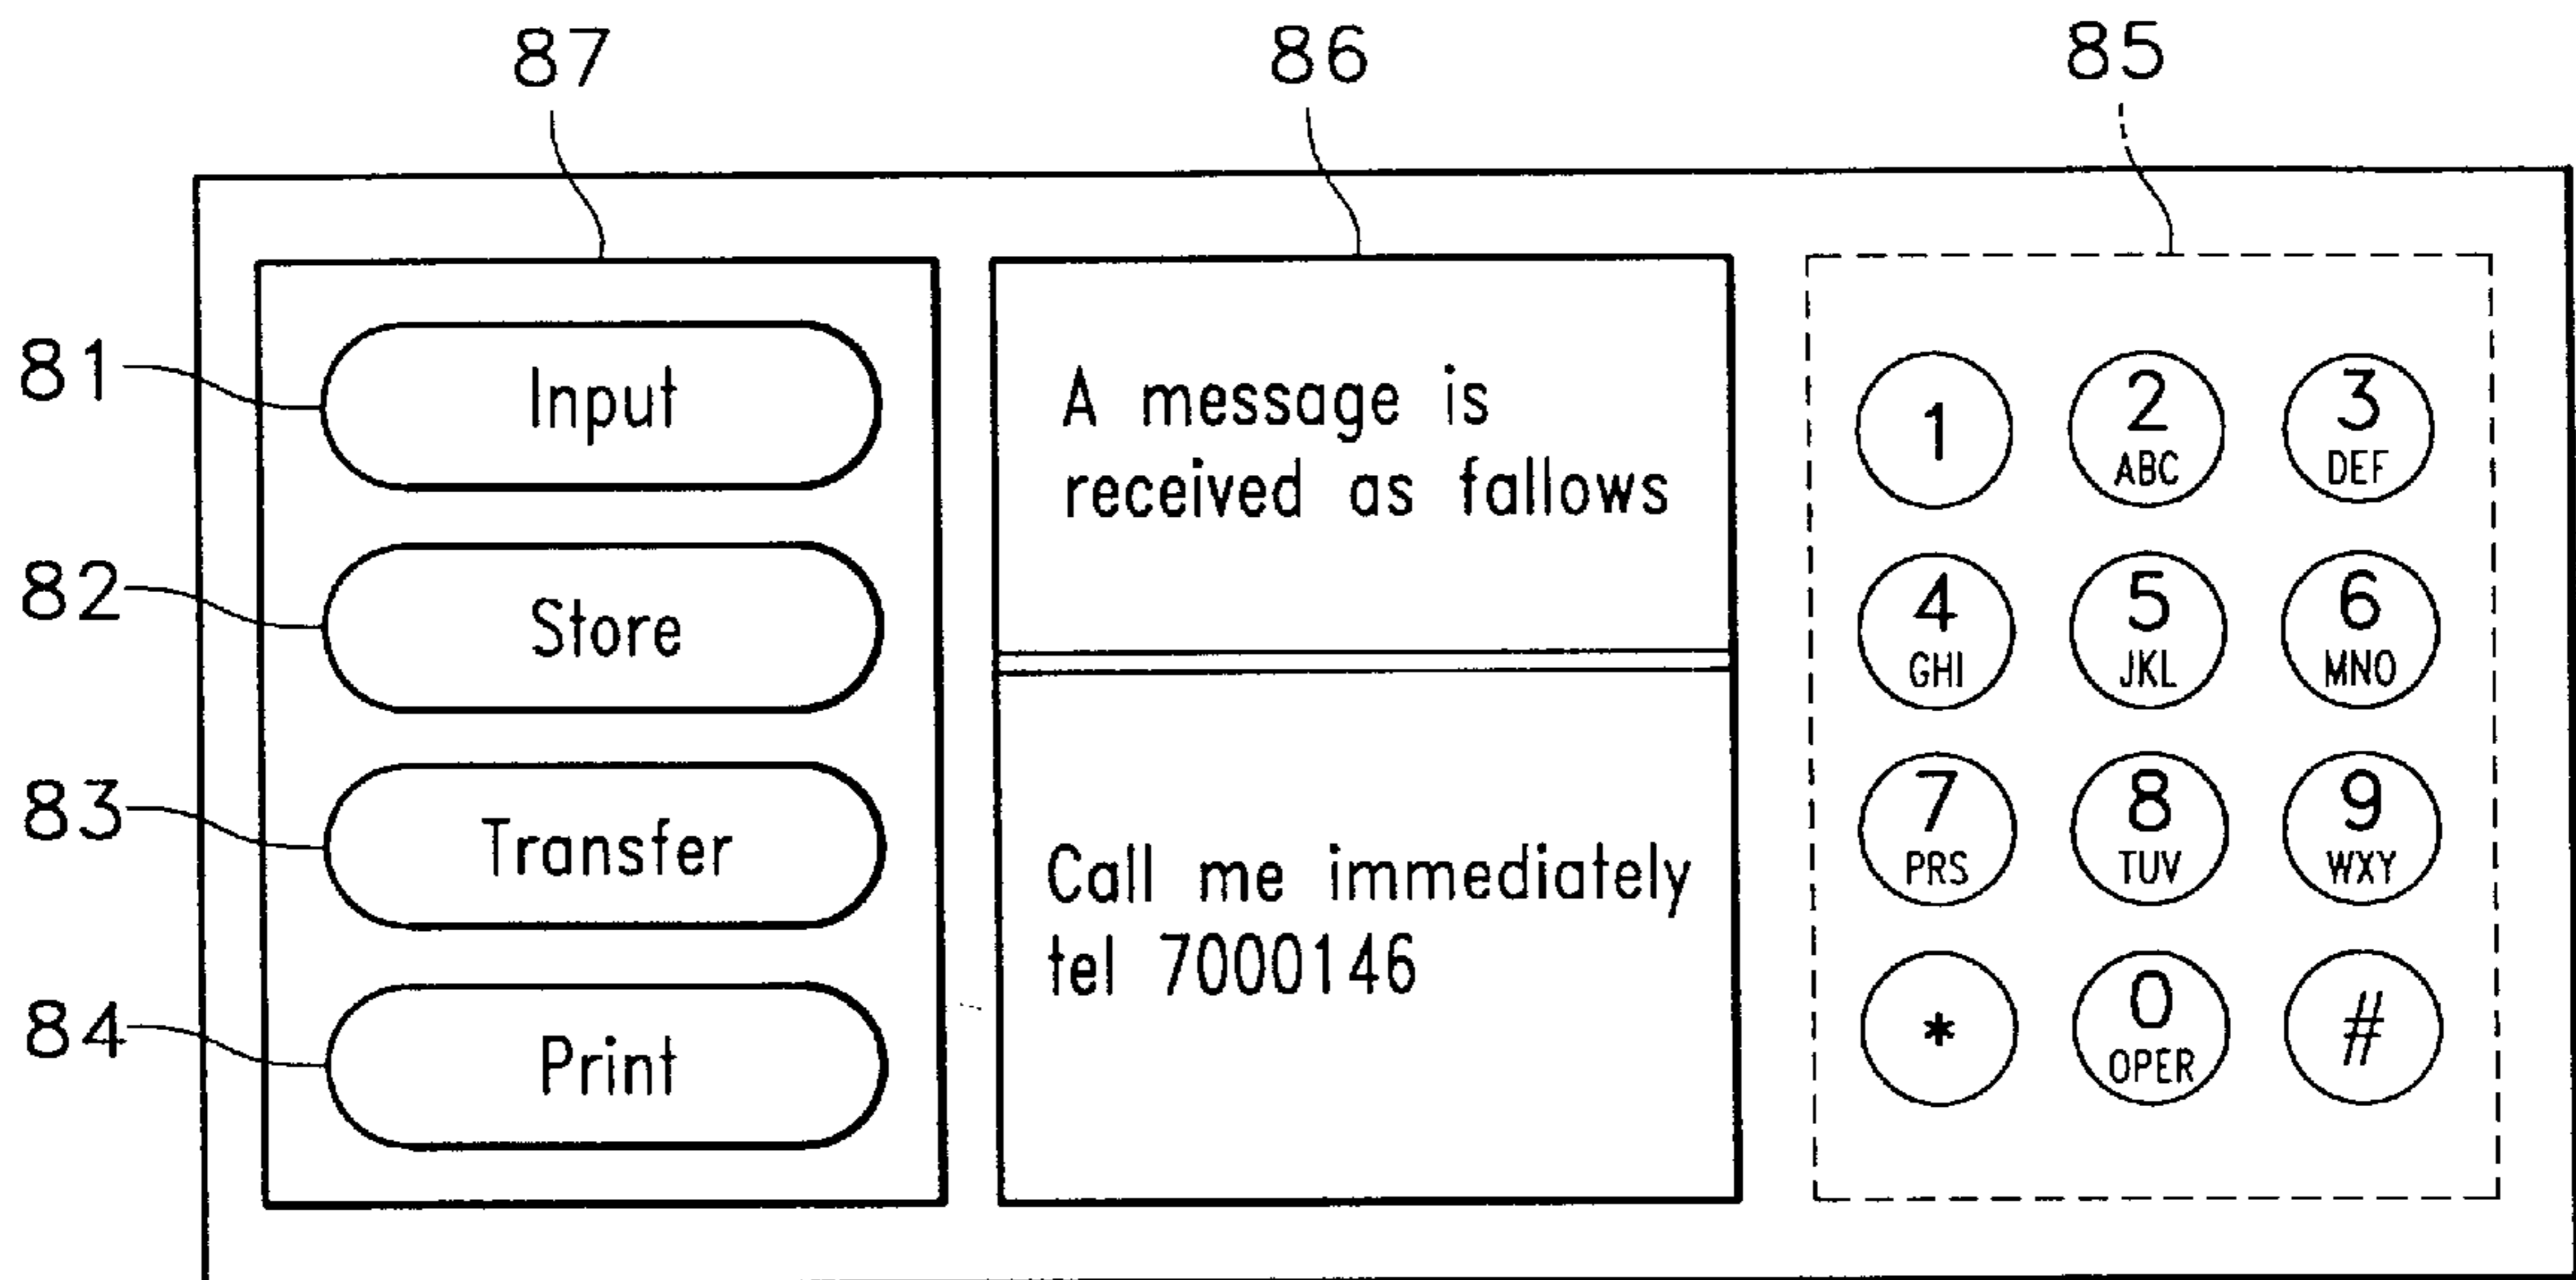 87 86 85
81 Input
82 Store
83 Transfer
84 Print
A message is
received as fallows
Call me immediately
tel 7000146
1 2 3
ABC DEF
4 5 6
GHI JKL MNO
7 8 9
PRS TUV WXY
* 0 #
OPER